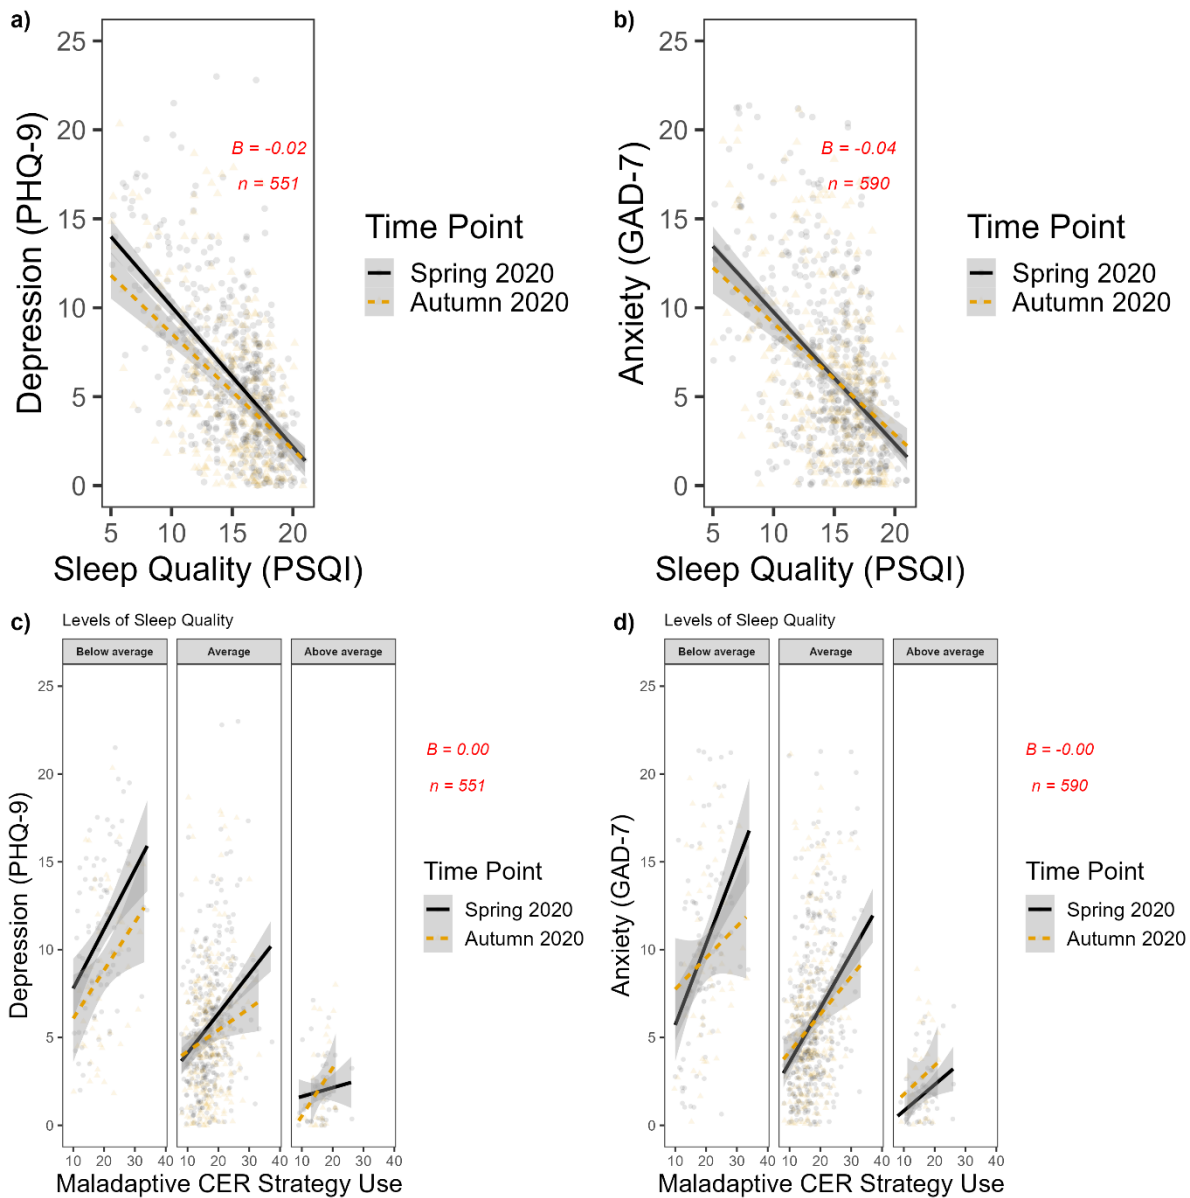 a)
Depression (PHQ-9)
25
20
15
10
5
0
5 10 15 20
Sleep Quality (PSQI)
B = -0.02
n = 551
Time Point
Spring 2020
Autumn 2020
b)
Anxiety (GAD-7)
25
20
15
10
5
0
5 10 15 20
Sleep Quality (PSQI)
B = -0.04
n = 590
Time Point
Spring 2020
Autumn 2020
c)
Levels of Sleep Quality
Below average Average Above average
Depression (PHQ-9)
25
20
15
10
5
0
10 20 30 40 10 20 30 40 10 20 30 40
Maladaptive CER Strategy Use
B = 0.00
n = 551
Time Point
Spring 2020
Autumn 2020
d)
Levels of Sleep Quality
Below average Average Above average
Anxiety (GAD-7)
25
20
15
10
5
0
10 20 30 40 10 20 30 40 10 20 30 40
Maladaptive CER Strategy Use
B = -0.00
n = 590
Time Point
Spring 2020
Autumn 2020